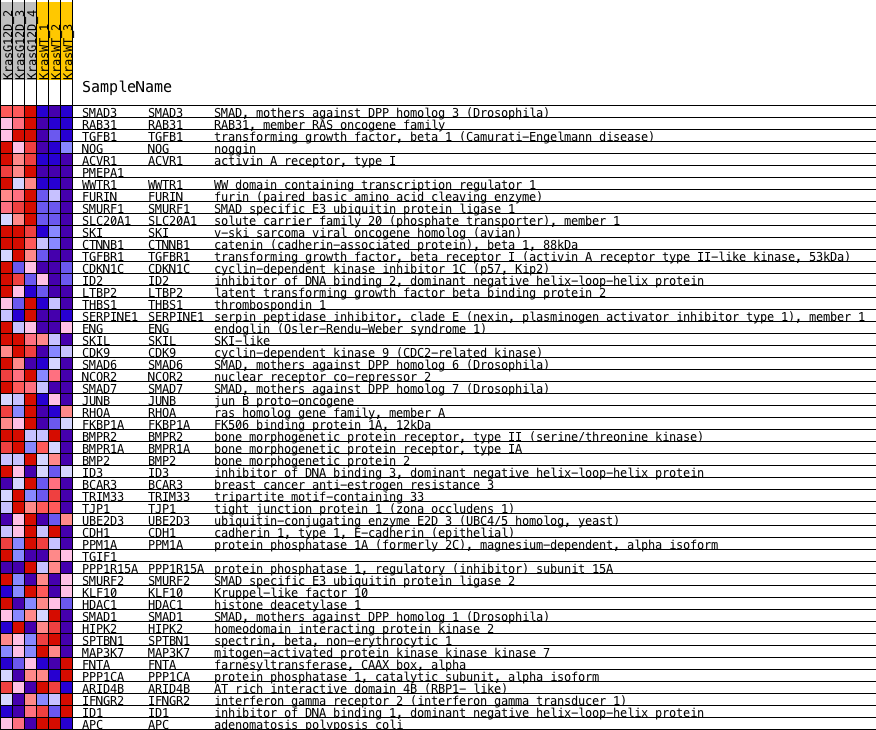 KrasG12D_2
KrasG12D_3
KrasG12D_4
KrasWT_1
KrasWT_2
KrasWT_3
SampleName
SMAD3 SMAD3 SMAD, mothers against DPP homolog 3 (Drosophila)
RAB31 RAB31 RAB31, member RAS oncogene family
TGFB1 TGFB1 transforming growth factor, beta 1 (Camurati-Engelmann disease)
NOG NOG noggin
ACVR1 ACVR1 activin A receptor, type I
PMEPA1
WWTR1 WWTR1 WW domain containing transcription regulator 1
FURIN FURIN furin (paired basic amino acid cleaving enzyme)
SMURF1 SMURF1 SMAD specific E3 ubiquitin protein ligase 1
SLC20A1 SLC20A1 solute carrier family 20 (phosphate transporter), member 1
SKI SKI v-ski sarcoma viral oncogene homolog (avian)
CTNNB1 CTNNB1 catenin (cadherin-associated protein), beta 1, 88kDa
TGFBR1 TGFBR1 transforming growth factor, beta receptor I (activin A receptor type II-like kinase, 53kDa)
CDKN1C CDKN1C cyclin-dependent kinase inhibitor 1C (p57, Kip2)
ID2 ID2 inhibitor of DNA binding 2, dominant negative helix-loop-helix protein
LTBP2 LTBP2 latent transforming growth factor beta binding protein 2
THBS1 THBS1 thrombospondin 1
SERPINE1 SERPINE1 serpin peptidase inhibitor, clade E (nexin, plasminogen activator inhibitor type 1), member 1
ENG ENG endoglin (Osler-Rendu-Weber syndrome 1)
SKIL SKIL SKI-like
CDK9 CDK9 cyclin-dependent kinase 9 (CDC2-related kinase)
SMAD6 SMAD6 SMAD, mothers against DPP homolog 6 (Drosophila)
NCOR2 NCOR2 nuclear receptor co-repressor 2
SMAD7 SMAD7 SMAD, mothers against DPP homolog 7 (Drosophila)
JUNB JUNB jun B proto-oncogene
RHOA RHOA ras homolog gene family, member A
FKBP1A FKBP1A FK506 binding protein 1A, 12kDa
BMPR2 BMPR2 bone morphogenetic protein receptor, type II (serine/threonine kinase)
BMPR1A BMPR1A bone morphogenetic protein receptor, type IA
BMP2 BMP2 bone morphogenetic protein 2
ID3 ID3 inhibitor of DNA binding 3, dominant negative helix-loop-helix protein
BCAR3 BCAR3 breast cancer anti-estrogen resistance 3
TRIM33 TRIM33 tripartite motif-containing 33
TJP1 TJP1 tight junction protein 1 (zona occludens 1)
UBE2D3 UBE2D3 ubiquitin-conjugating enzyme E2D 3 (UBC4/5 homolog, yeast)
CDH1 CDH1 cadherin 1, type 1, E-cadherin (epithelial)
PPM1A PPM1A protein phosphatase 1A (formerly 2C), magnesium-dependent, alpha isoform
TGIF1
PPP1R15A PPP1R15A protein phosphatase 1, regulatory (inhibitor) subunit 15A
SMURF2 SMURF2 SMAD specific E3 ubiquitin protein ligase 2
KLF10 KLF10 Kruppel-like factor 10
HDAC1 HDAC1 histone deacetylase 1
SMAD1 SMAD1 SMAD, mothers against DPP homolog 1 (Drosophila)
HIPK2 HIPK2 homeodomain interacting protein kinase 2
SPTBN1 SPTBN1 spectrin, beta, non-erythrocytic 1
MAP3K7 MAP3K7 mitogen-activated protein kinase kinase kinase 7
FNTA FNTA farnesyltransferase, CAAX box, alpha
PPP1CA PPP1CA protein phosphatase 1, catalytic subunit, alpha isoform
ARID4B ARID4B AT rich interactive domain 4B (RBP1- like)
IFNGR2 IFNGR2 interferon gamma receptor 2 (interferon gamma transducer 1)
ID1 ID1 inhibitor of DNA binding 1, dominant negative helix-loop-helix protein
APC APC adenomatosis polyposis coli